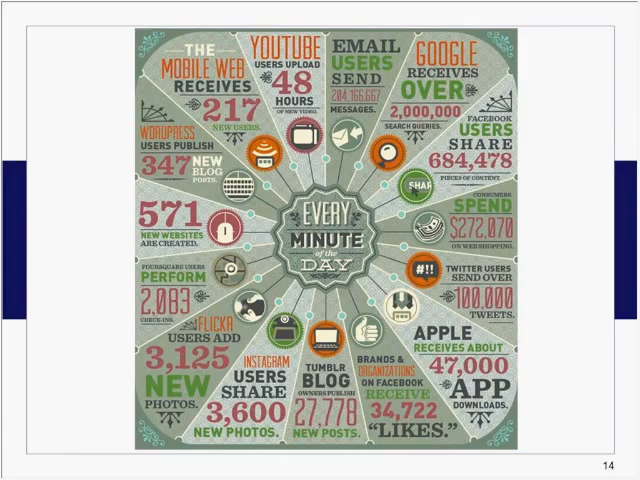 THE
MOBILE WEB
RECEIVES
217
NEW USERS.
YOUTUBE
USERS UPLOAD
48
HOURS
OF NEW VIDEO.
EMAIL
USERS
SEND
204,166,667
MESSAGES.
GOOGLE
RECEIVES
OVER
2,000,000
SEARCH QUERIES.
FACEBOOK
USERS
SHARE
684,478
PIECES OF CONTENT.
CONSUMERS
SPEND
$272,070
ON WEB SHOPPING.
TWITTER USERS
SEND OVER
100,000
TWEETS.
APPLE
RECEIVES ABOUT
47,000
APP
DOWNLOADS.
BRANDS &
ORGANIZATIONS
ON FACEBOOK
RECEIVE
34,722
“LIKES.”
TUMBLR
BLOG
OWNERS PUBLISH
27,778
NEW POSTS.
INSTAGRAM
USERS
SHARE
3,600
NEW PHOTOS.
FLICKR
USERS ADD
3,125
NEW
PHOTOS.
FOURSQUARE USERS
PERFORM
2,083
CHECK-INS.
571
NEW WEBSITES
ARE CREATED.
WORDPRESS
USERS PUBLISH
347 NEW
BLOG
POSTS.
SHAR
#!!
EVERY
MINUTE
of the
DAY
14